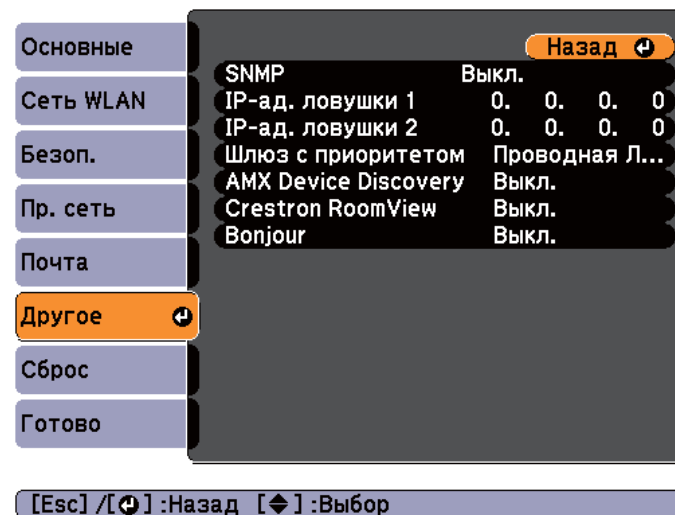 Основные
Сеть WLAN
Безоп.
Пр. сеть
Почта
Другое
Сброс
Готово
Назад
SNMP Выкл.
IP-ад. ловушки 1 0. 0. 0. 0
IP-ад. ловушки 2 0. 0. 0. 0
Шлюз с приоритетом Проводная Л...
AMX Device Discovery Выкл.
Crestron RoomView Выкл.
Bonjour Выкл.
[Esc] /[⏎] :Назад [◆] :Выбор